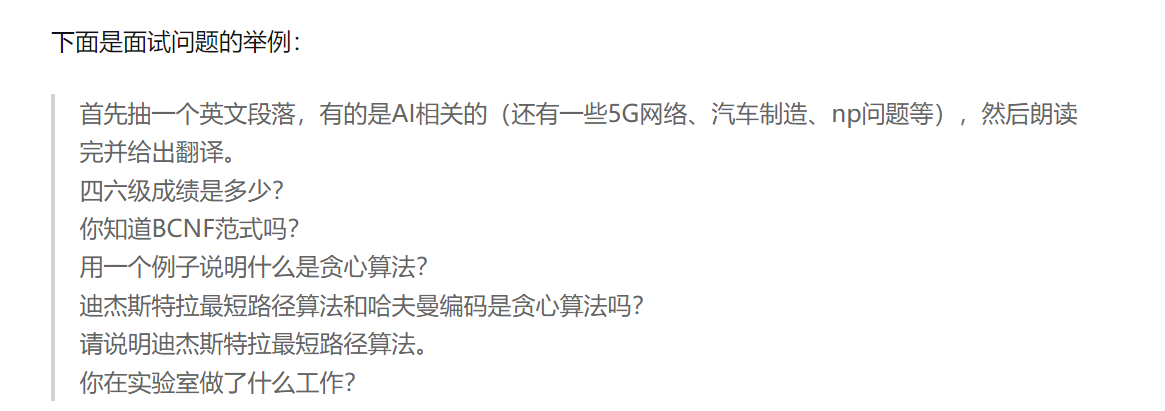 下面是面试问题的举例：
首先抽一个英文段落，有的是AI相关的（还有一些5G网络、汽车制造、np问题等），然后朗读
完并给出翻译。
四六级成绩是多少？
你知道BCNF范式吗？
用一个例子说明什么是贪心算法？
迪杰斯特拉最短路径算法和哈夫曼编码是贪心算法吗？
请说明迪杰斯特拉最短路径算法。
你在实验室做了什么工作？